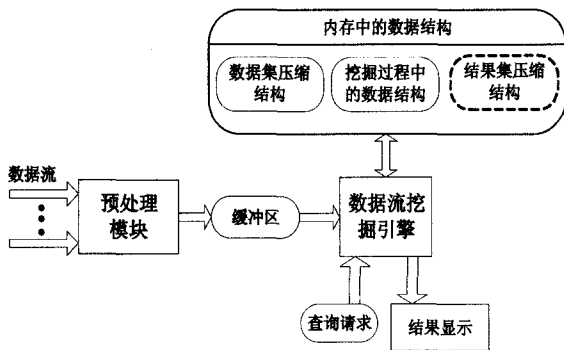 内存中的数据结构
数据集压缩
结构
挖掘过程中
的数据结构
结果集压缩
结构
数据流
预处理
模块
缓冲区
数据流挖
掘引擎
查询请求
结果显示